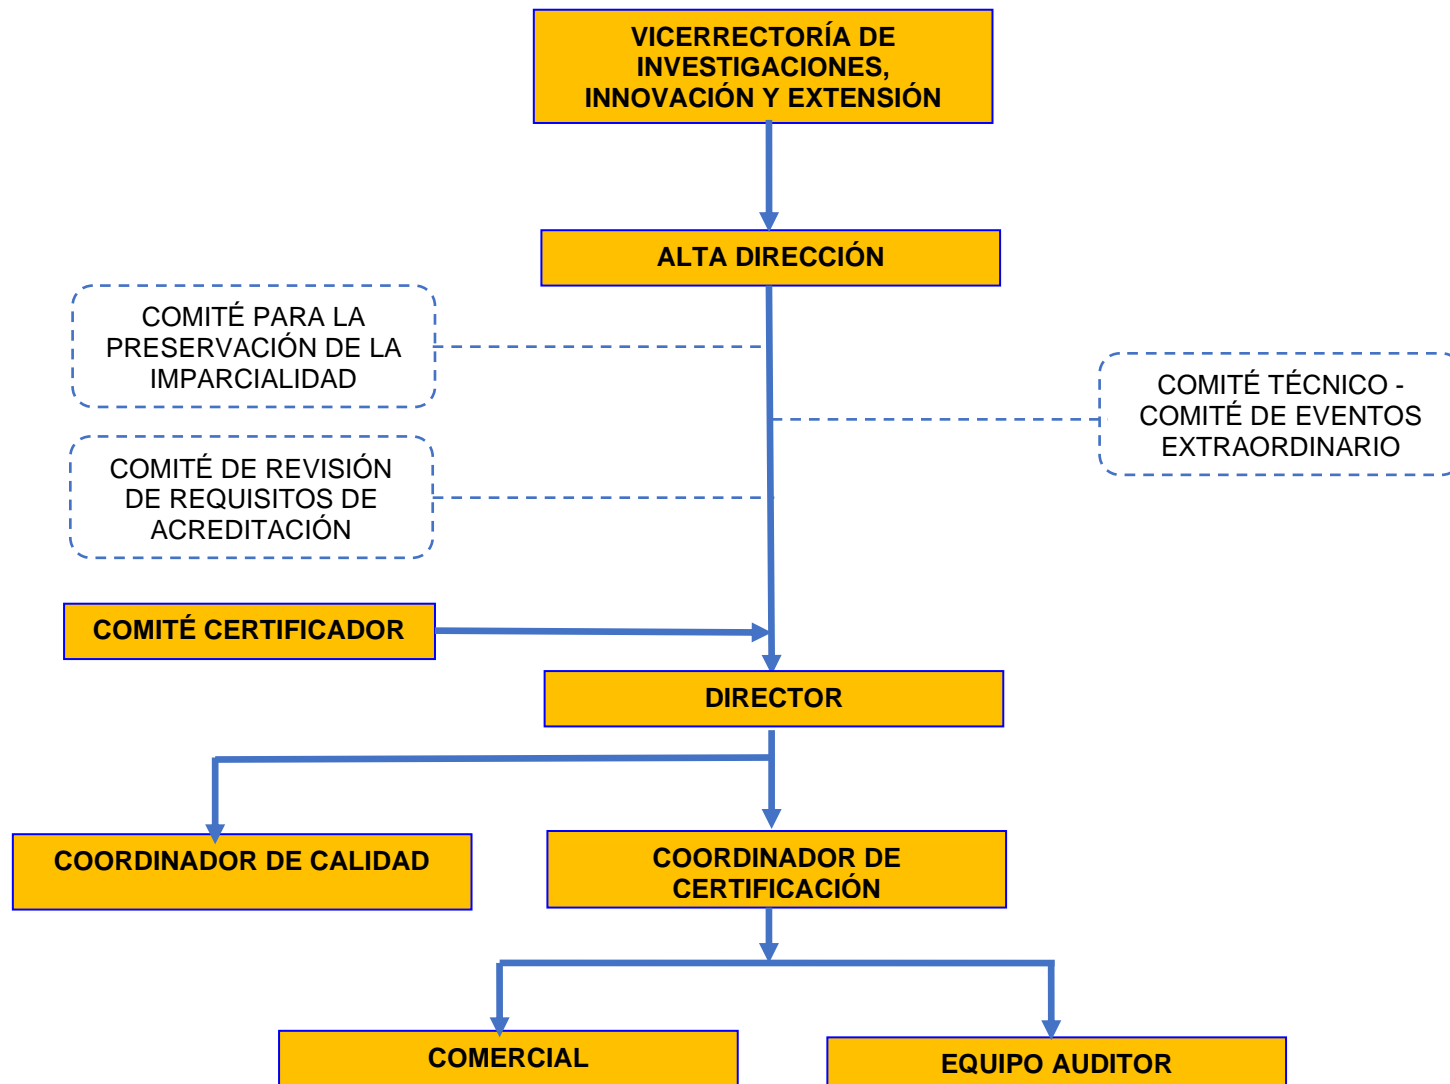 VICERRECTORÍA DE
INVESTIGACIONES,
INNOVACIÓN Y EXTENSIÓN
ALTA DIRECCIÓN
COMITÉ PARA LA
PRESERVACIÓN DE LA
IMPARCIALIDAD
COMITÉ TÉCNICO -
COMITÉ DE EVENTOS
EXTRAORDINARIO
COMITÉ DE REVISIÓN
DE REQUISITOS DE
ACREDITACIÓN
COMITÉ CERTIFICADOR
DIRECTOR
COORDINADOR DE CALIDAD
COORDINADOR DE
CERTIFICACIÓN
COMERCIAL
EQUIPO AUDITOR